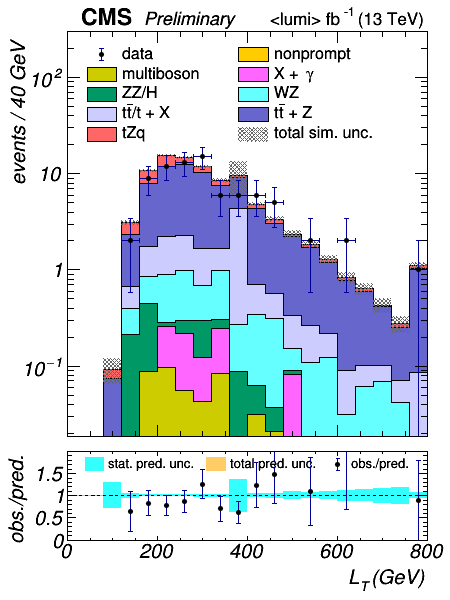 CMS Preliminary <lumi> fb⁻¹ (13 TeV)
events / 40 GeV
10²
10
1
10⁻¹
data
nonprompt
multiboson
X + γ
ZZ/H
WZ
tt̄/t + X
tt̄ + Z
tZq
total sim. unc.
obs./pred.
1.5
1
0.5
0
stat. pred. unc.
total pred. unc.
obs./pred.
0 200 400 600 800
L_T(GeV)